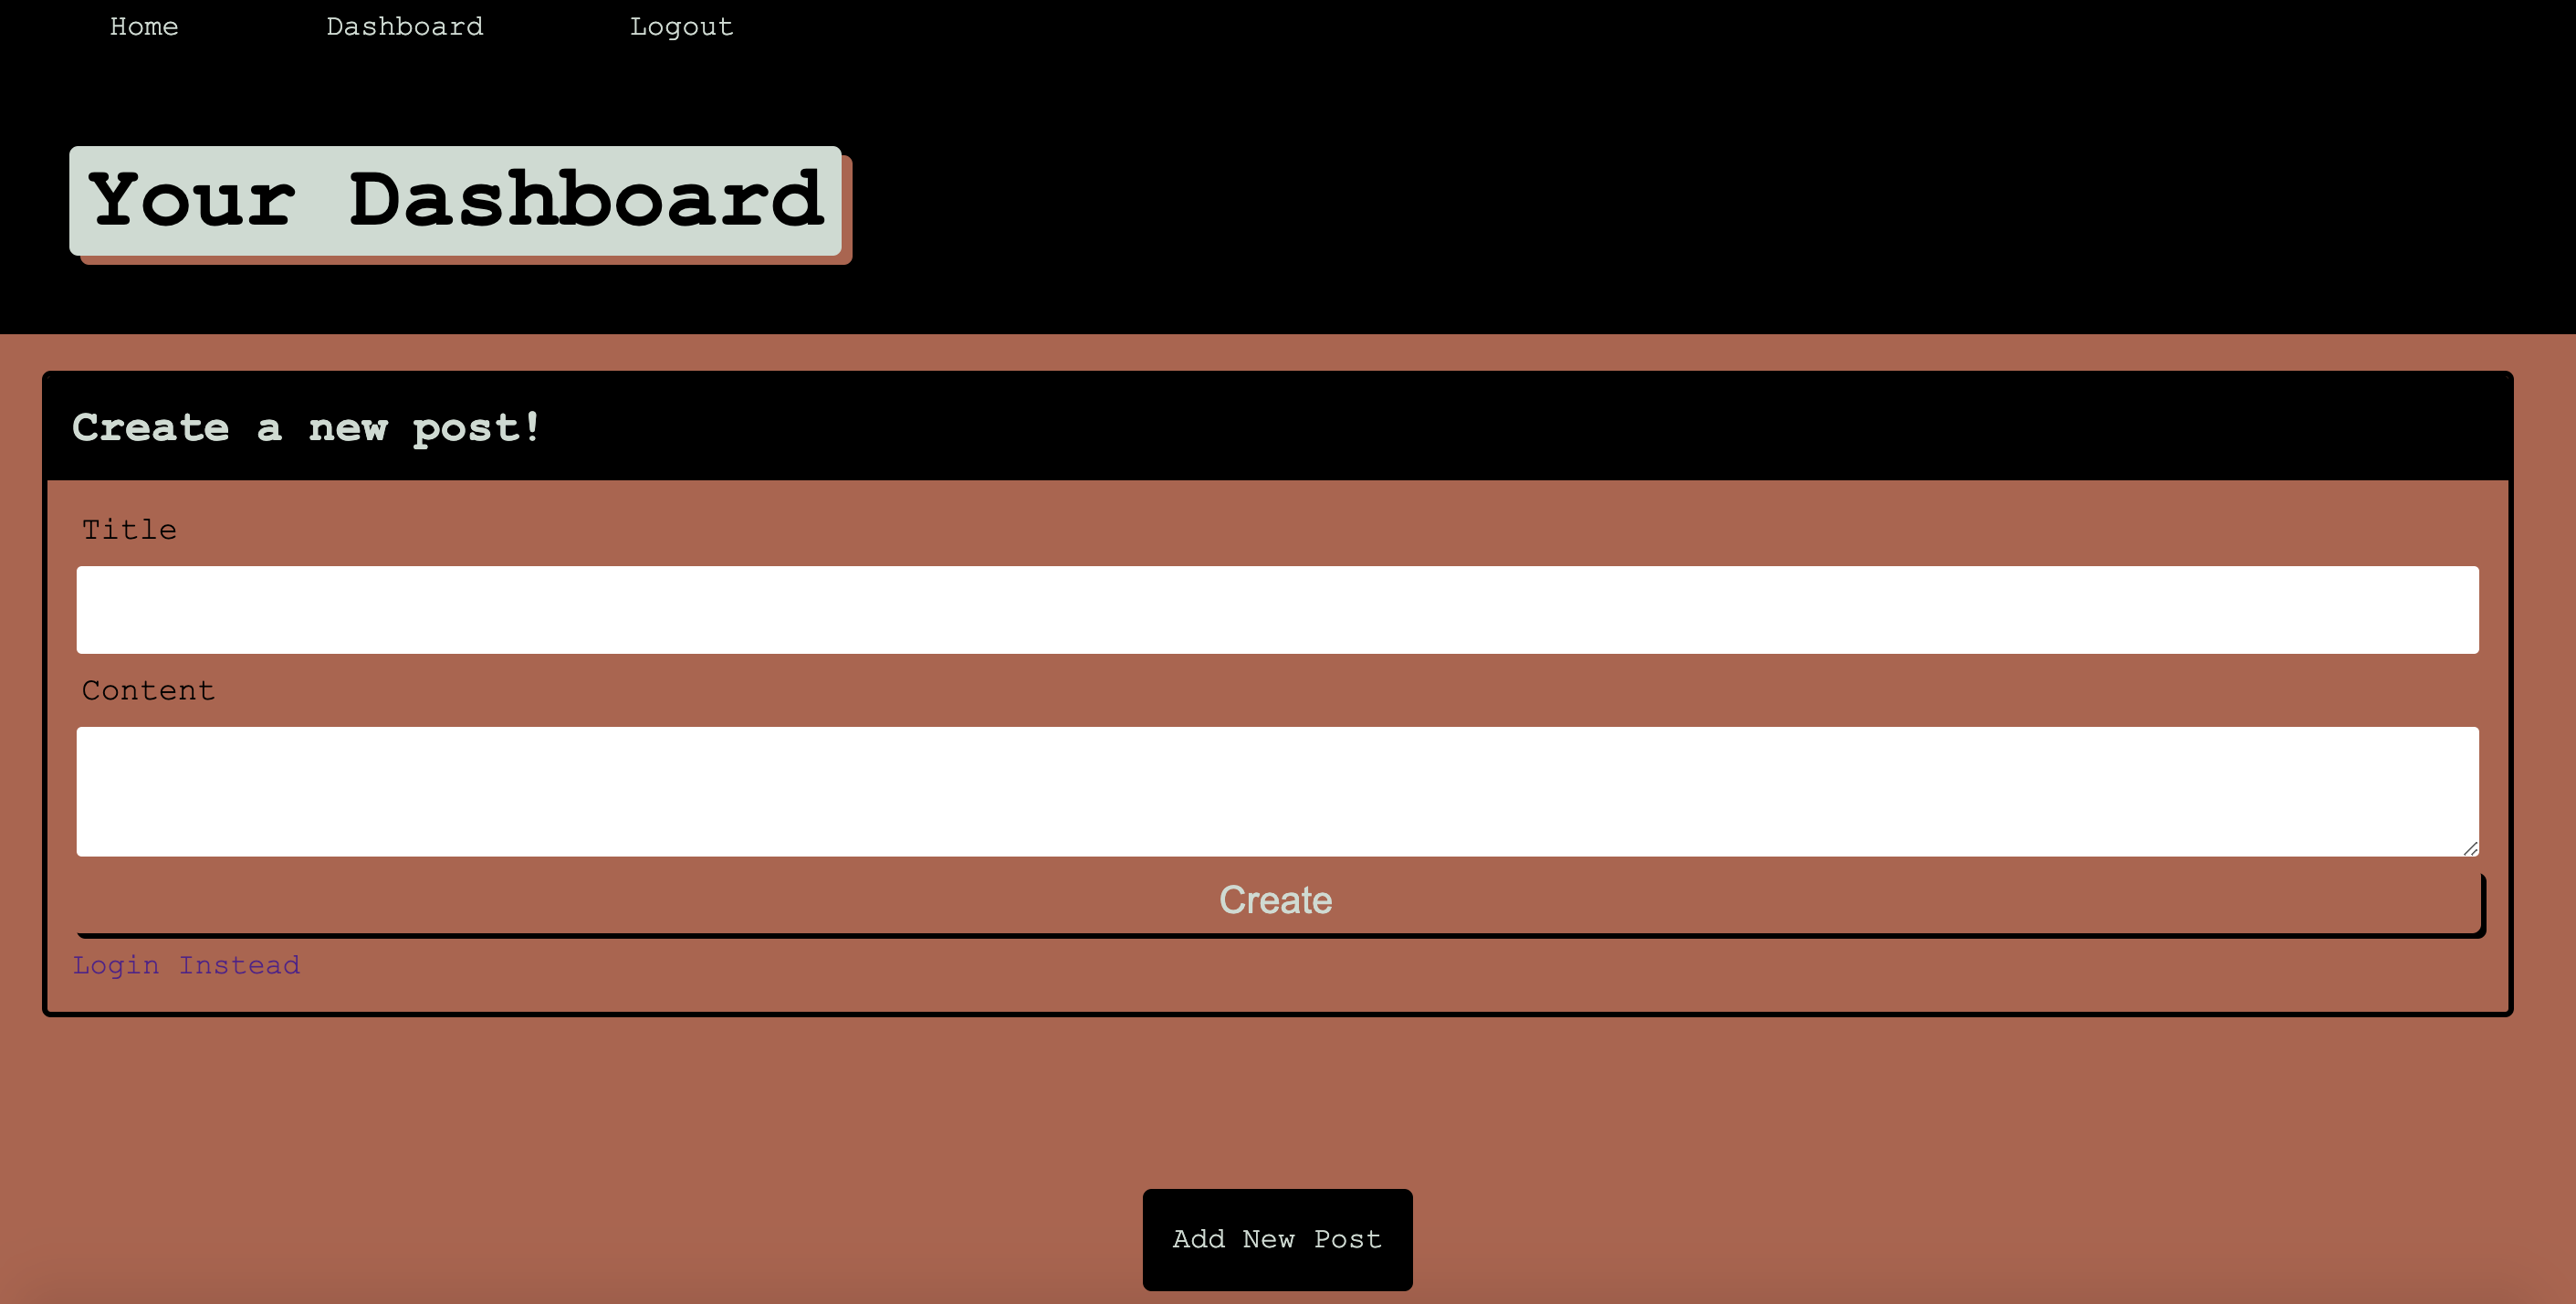 Home Dashboard Logout
Your Dashboard
Create a new post!
Title
Content
Create
Login Instead
Add New Post